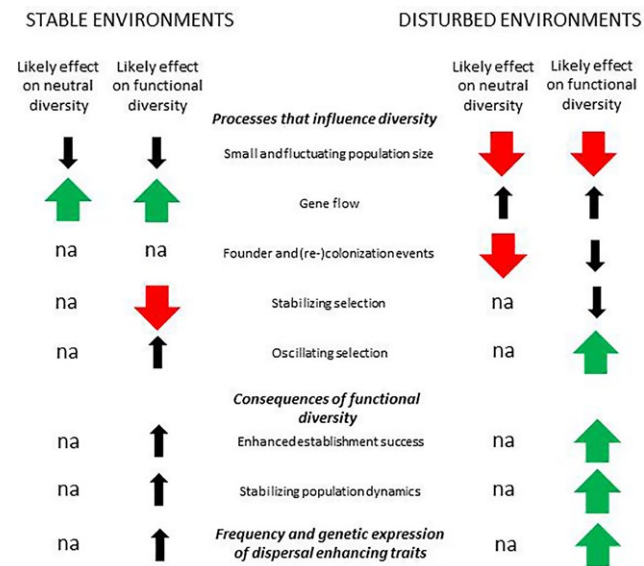 STABLE ENVIRONMENTS
DISTURBED ENVIRONMENTS
Likely effect on neutral diversity
Likely effect on functional diversity
Likely effect on neutral diversity
Likely effect on functional diversity
Processes that influence diversity
Small and fluctuating population size
Gene flow
na na Founder and (re-)colonization events
na Stabilizing selection na
na Oscillating selection na
Consequences of functional
diversity
na Enhanced establishment success na
na Stabilizing population dynamics na
Frequency and genetic expression
na of dispersal enhancing traits na